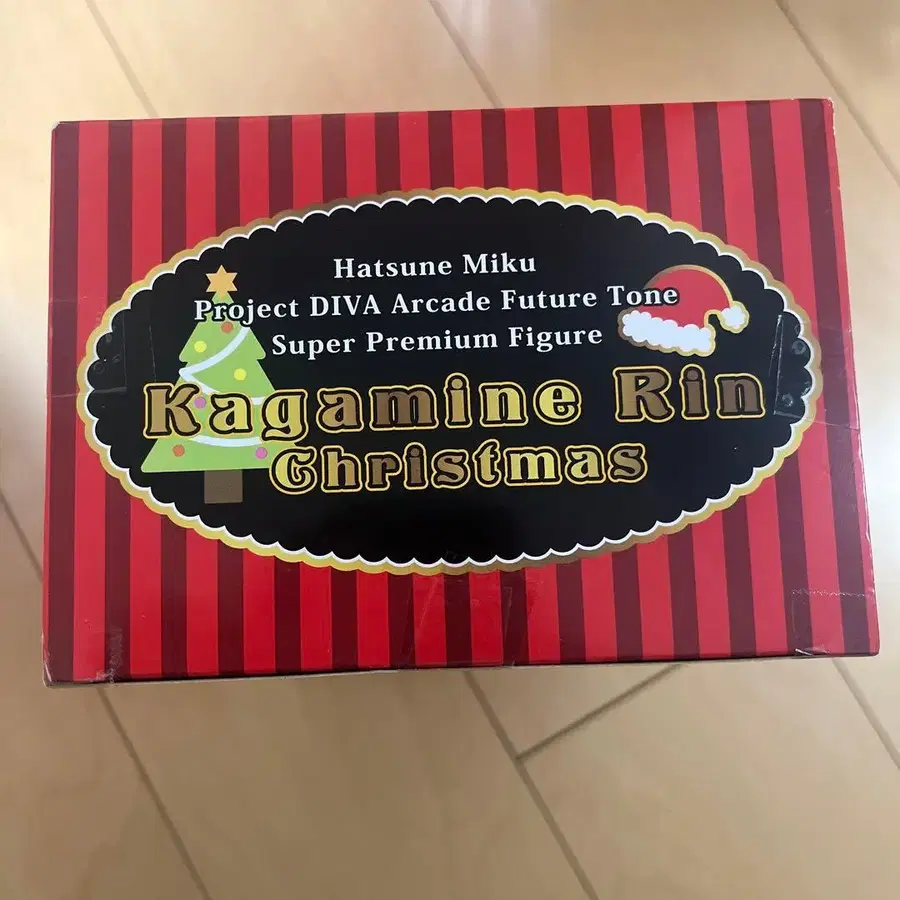 Hatsune Miku
Project DIVA Arcade Future Tone
Super Premium Figure
Kagamine Rin
Christmas